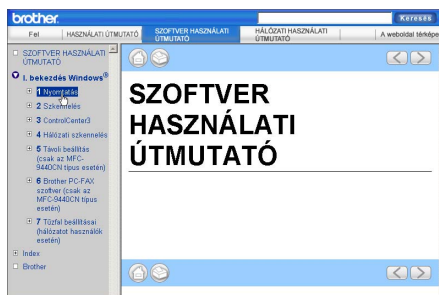 brother.
Keresés
Fel
HASZNÁLATI ÚTMUTATÓ
SZOFTVER HASZNÁLATI
ÚTMUTATÓ
HÁLÓZATI HASZNÁLATI
ÚTMUTATÓ
A weboldal térképe
SZOFTVER HASZNÁLATI
ÚTMUTATÓ
I. bekezdés Windows®
1 Nyomtatás
2 Szkennelés
3 ControlCenter3
4 Hálózati szkennelés
5 Távoli beállítás
(csak az MFC-
9440CN típus esetén)
6 Brother PC-FAX
szoftver (csak az
MFC-9440CN típus
esetén)
7 Tűzfal beállításai
(hálózatot használók
esetén)
Index
Brother
SZOFTVER
HASZNÁLATI
ÚTMUTATÓ